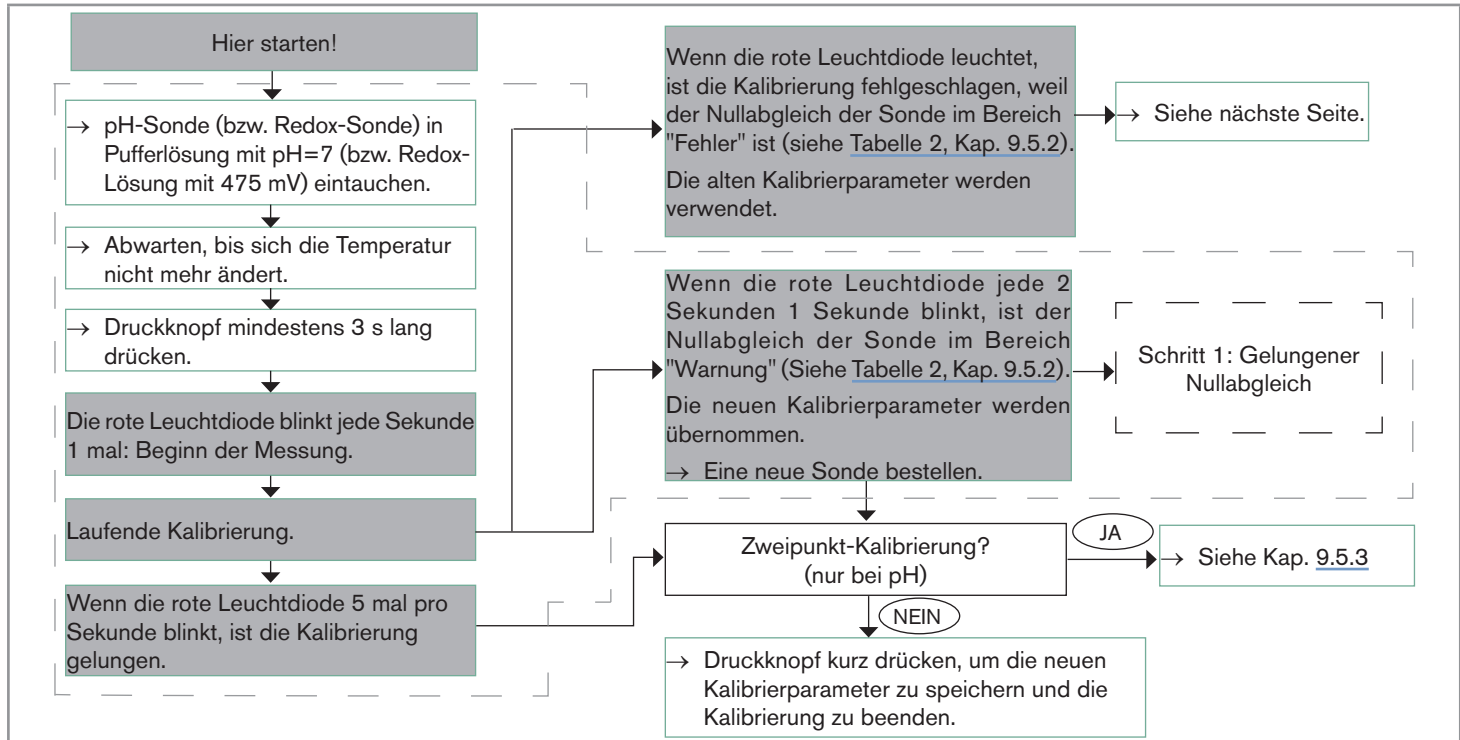 Hier starten!
→ pH-Sonde (bzw. Redox-Sonde) in
Pufferlösung mit pH=7 (bzw. Redox-
Lösung mit 475 mV) eintauchen.
→ Abwarten, bis sich die Temperatur
nicht mehr ändert.
→ Druckknopf mindestens 3 s lang
drücken.
Die rote Leuchtdiode blinkt jede Sekunde
1 mal: Beginn der Messung.
Laufende Kalibrierung.
Wenn die rote Leuchtdiode 5 mal pro
Sekunde blinkt, ist die Kalibrierung
gelungen.
Wenn die rote Leuchtdiode leuchtet,
ist die Kalibrierung fehlgeschlagen, weil
der Nullabgleich der Sonde im Bereich
"Fehler" ist (siehe Tabelle 2, Kap. 9.5.2).
Die alten Kalibrierparameter werden
verwendet.
→ Siehe nächste Seite.
Wenn die rote Leuchtdiode jede 2
Sekunden 1 Sekunde blinkt, ist der
Nullabgleich der Sonde im Bereich
"Warnung" (Siehe Tabelle 2, Kap. 9.5.2).
Die neuen Kalibrierparameter werden
übernommen.
→ Eine neue Sonde bestellen.
Schritt 1: Gelungener
Nullabgleich
Zweipunkt-Kalibrierung?
(nur bei pH)
JA
→ Siehe Kap. 9.5.3
NEIN
→ Druckknopf kurz drücken, um die neuen
Kalibrierparameter zu speichern und die
Kalibrierung zu beenden.